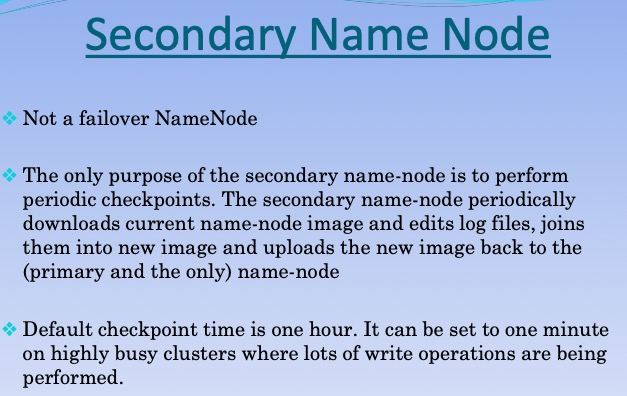 Secondary Name Node
❖ Not a failover NameNode
❖ The only purpose of the secondary name-node is to perform
periodic checkpoints. The secondary name-node periodically
downloads current name-node image and edits log files, joins
them into new image and uploads the new image back to the
(primary and the only) name-node
❖ Default checkpoint time is one hour. It can be set to one minute
on highly busy clusters where lots of write operations are being
performed.